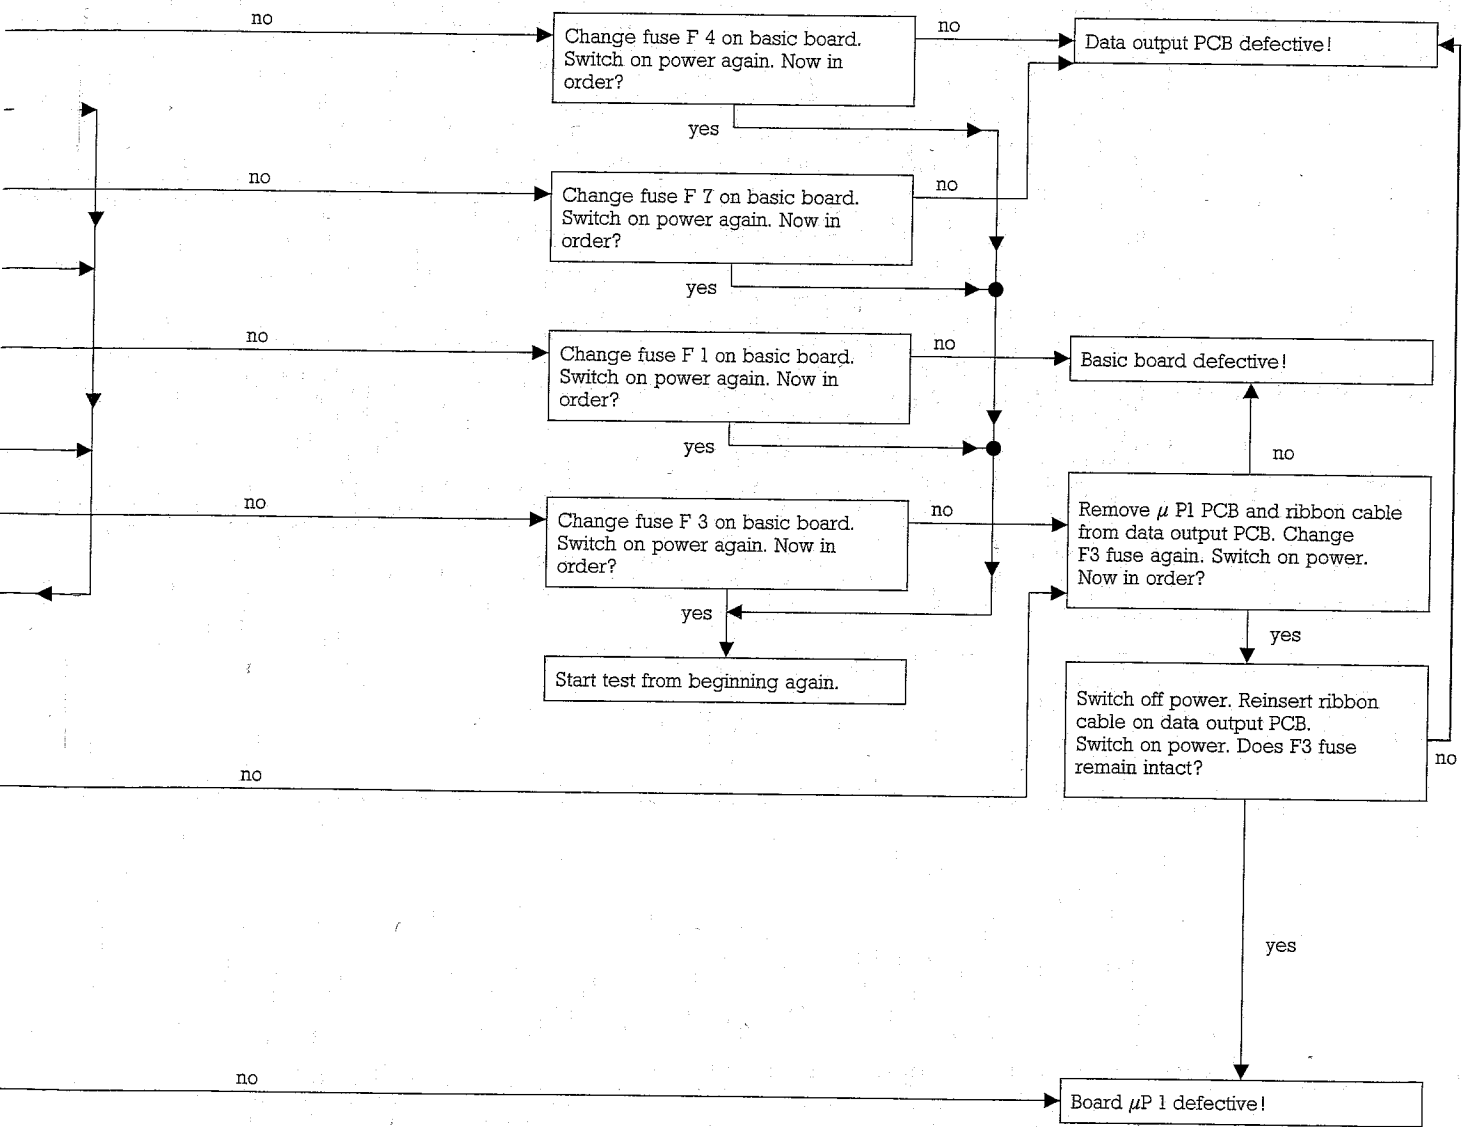 no
Change fuse F 4 on basic board.
Switch on power again. Now in
order?
no
Data output PCB defective!
yes
no
Change fuse F 7 on basic board.
Switch on power again. Now in
order?
no
yes
no
Change fuse F 1 on basic board.
Switch on power again. Now in
order?
no
Basic board defective!
yes
no
no
Change fuse F 3 on basic board.
Switch on power again. Now in
order?
no
Remove μ P1 PCB and ribbon cable
from data output PCB. Change
F3 fuse again. Switch on power.
Now in order?
yes
yes
Start test from beginning again.
Switch off power. Reinsert ribbon
cable on data output PCB.
Switch on power. Does F3 fuse
remain intact?
no
no
yes
no
Board μP 1 defective!